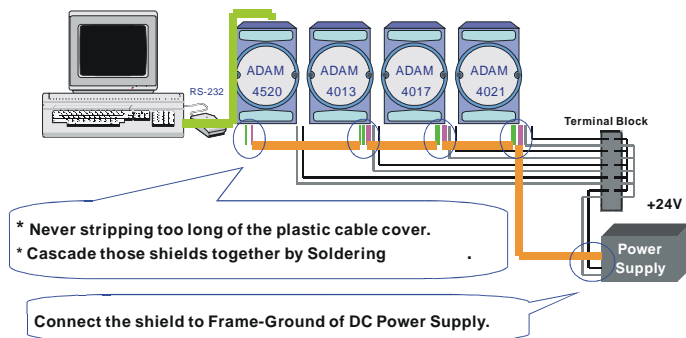 RS-232
ADAM
4520
ADAM
4013
ADAM
4017
ADAM
4021
Terminal Block
+24V
Power
Supply
* Never stripping too long of the plastic cable cover.
* Cascade those shields together by Soldering .
Connect the shield to Frame-Ground of DC Power Supply.